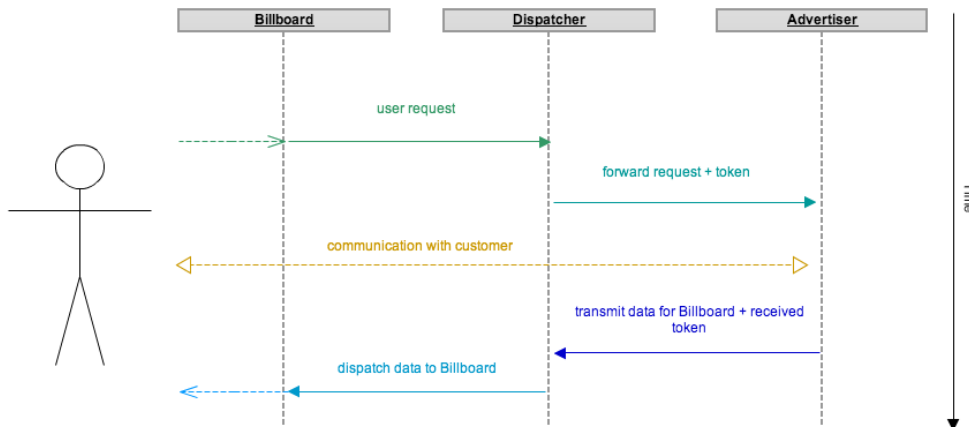 Billboard
Dispatcher
Advertiser
user request
forward request + token
communication with customer
transmit data for Billboard + received
token
dispatch data to Billboard